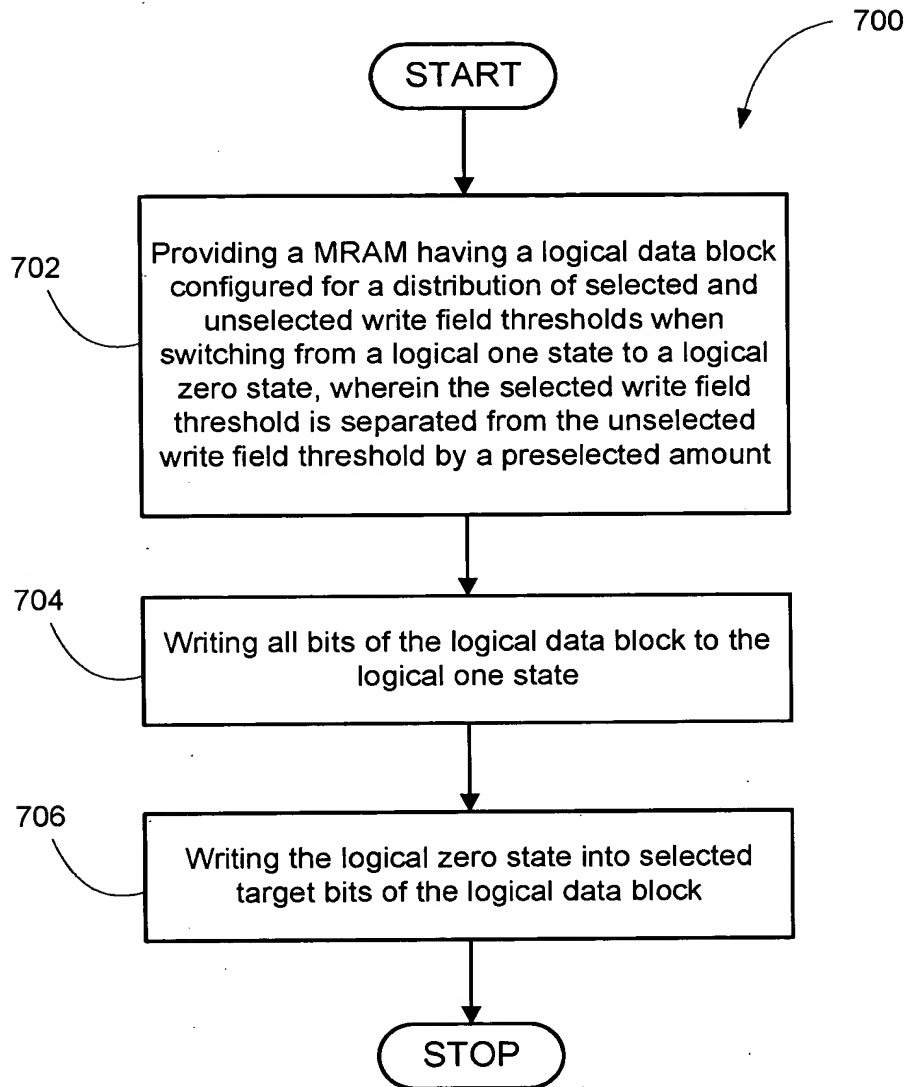 700
START
702
Providing a MRAM having a logical data block
configured for a distribution of selected and
unselected write field thresholds when
switching from a logical one state to a logical
zero state, wherein the selected write field
threshold is separated from the unselected
write field threshold by a preselected amount
704
Writing all bits of the logical data block to the
logical one state
706
Writing the logical zero state into selected
target bits of the logical data block
STOP